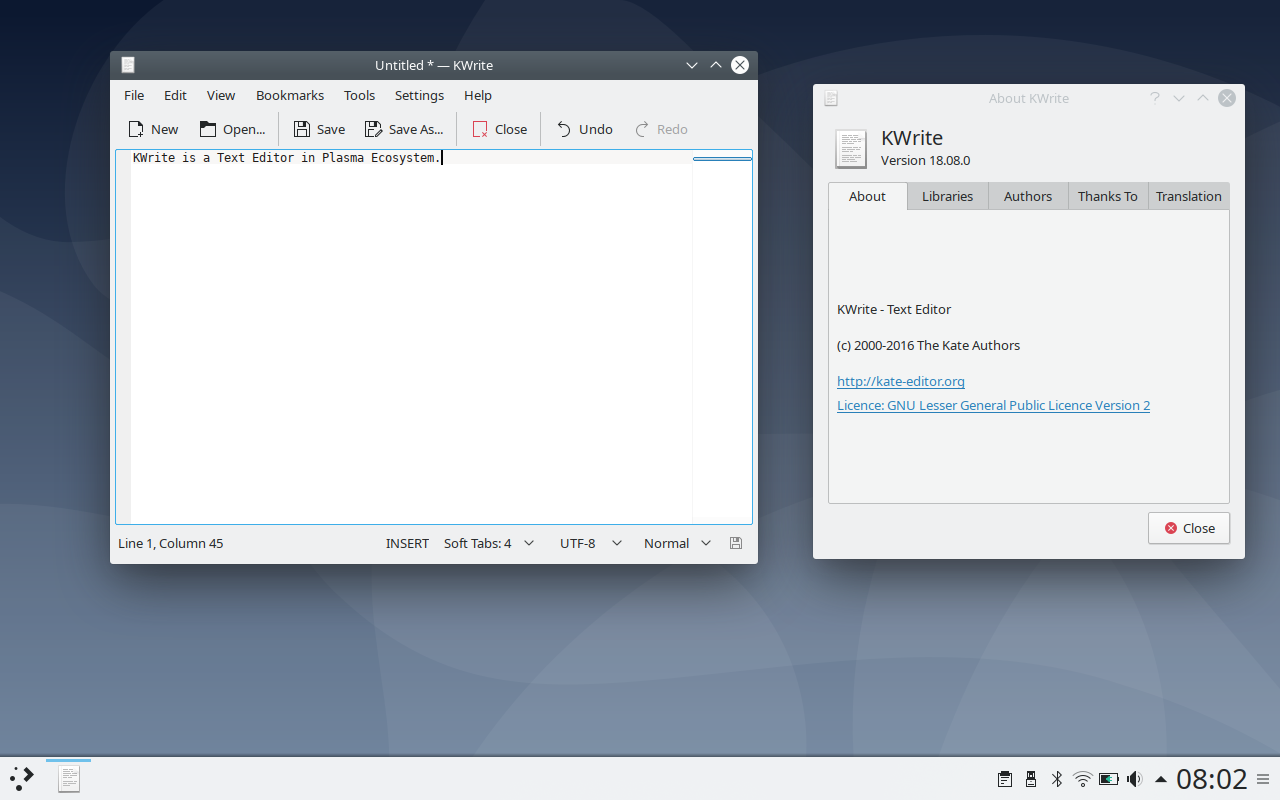 Untitled * — KWrite
File Edit View Bookmarks Tools Settings Help
New Open... Save Save As... Close Undo Redo
KWrite is a Text Editor in Plasma Ecosystem.
Line 1, Column 45 INSERT Soft Tabs: 4 UTF-8 Normal
About KWrite
KWrite
Version 18.08.0
About Libraries Authors Thanks To Translation
KWrite - Text Editor
(c) 2000-2016 The Kate Authors
http://kate-editor.org
Licence: GNU Lesser General Public Licence Version 2
Close
08:02